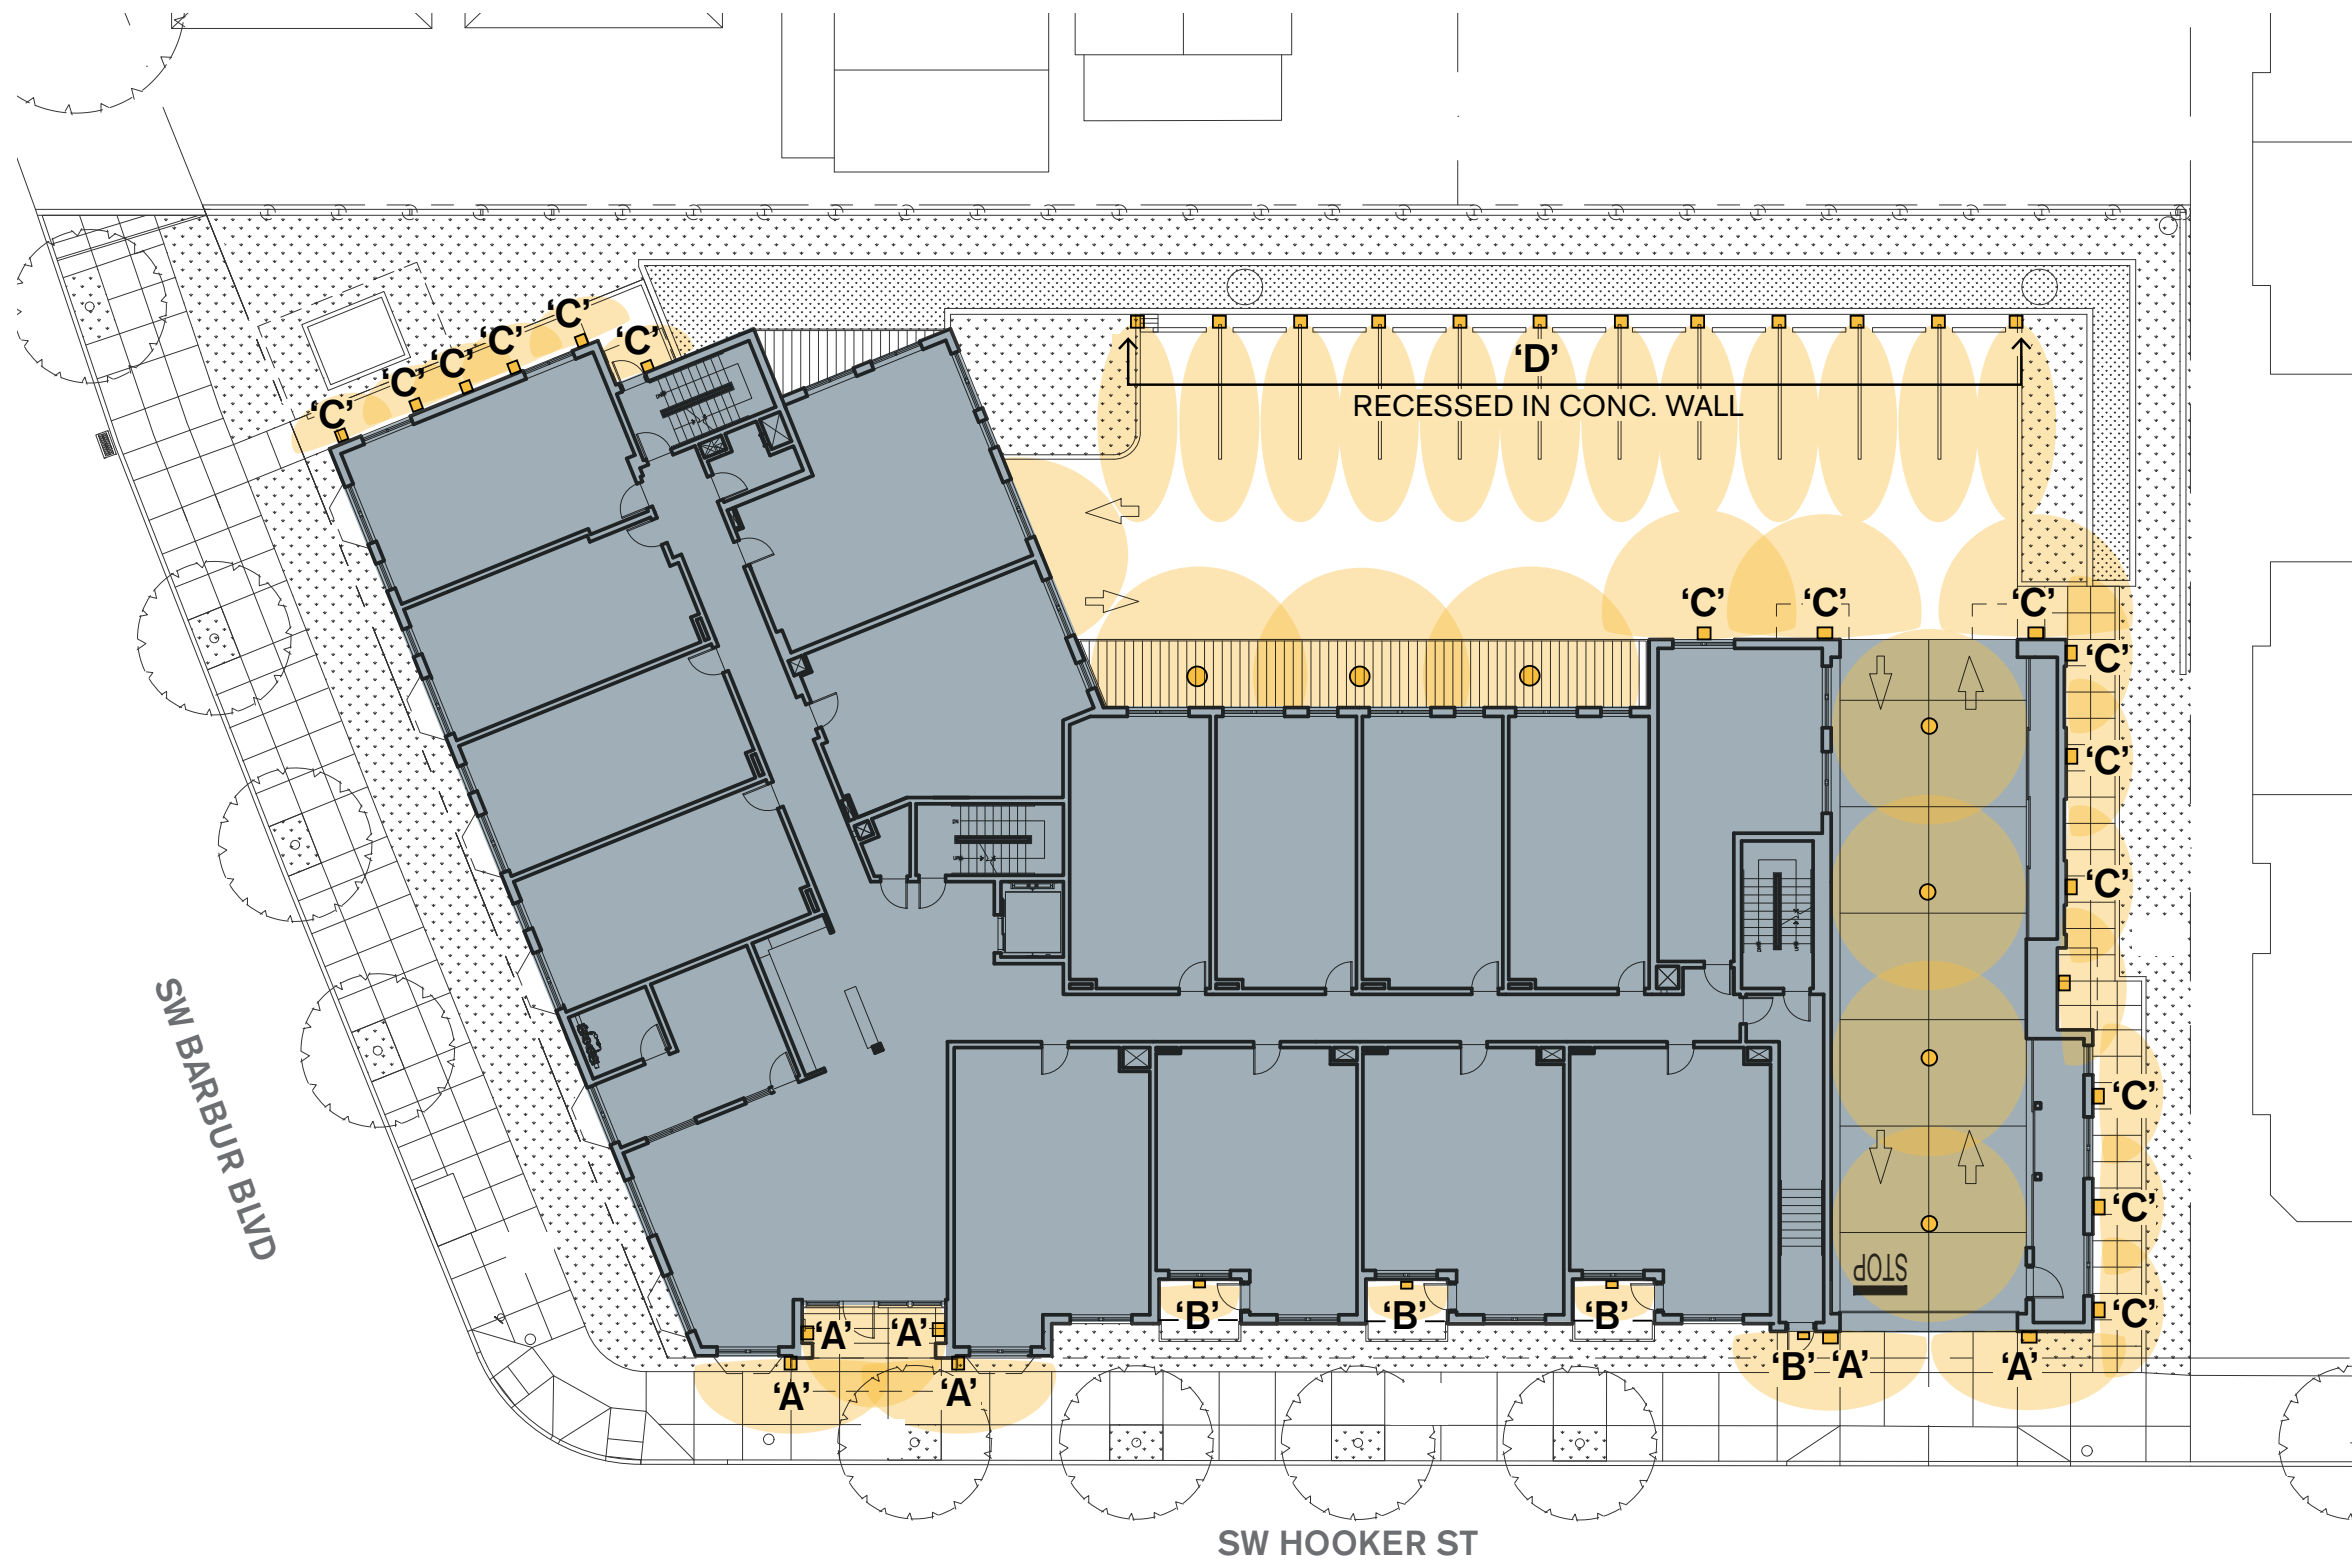 ‘C’
‘C’
‘C’
‘C’
‘C’
‘C’
‘D’
RECESSED IN CONC. WALL
‘C’
‘C’
‘C’
‘C’
‘C’
‘C’
‘C’
‘C’
‘C’
SW BARBUR BLVD
STOP
‘A’
‘A’
‘B’
‘B’
‘B’
‘A’
‘A’
‘B’
‘A’
‘A’
SW HOOKER ST